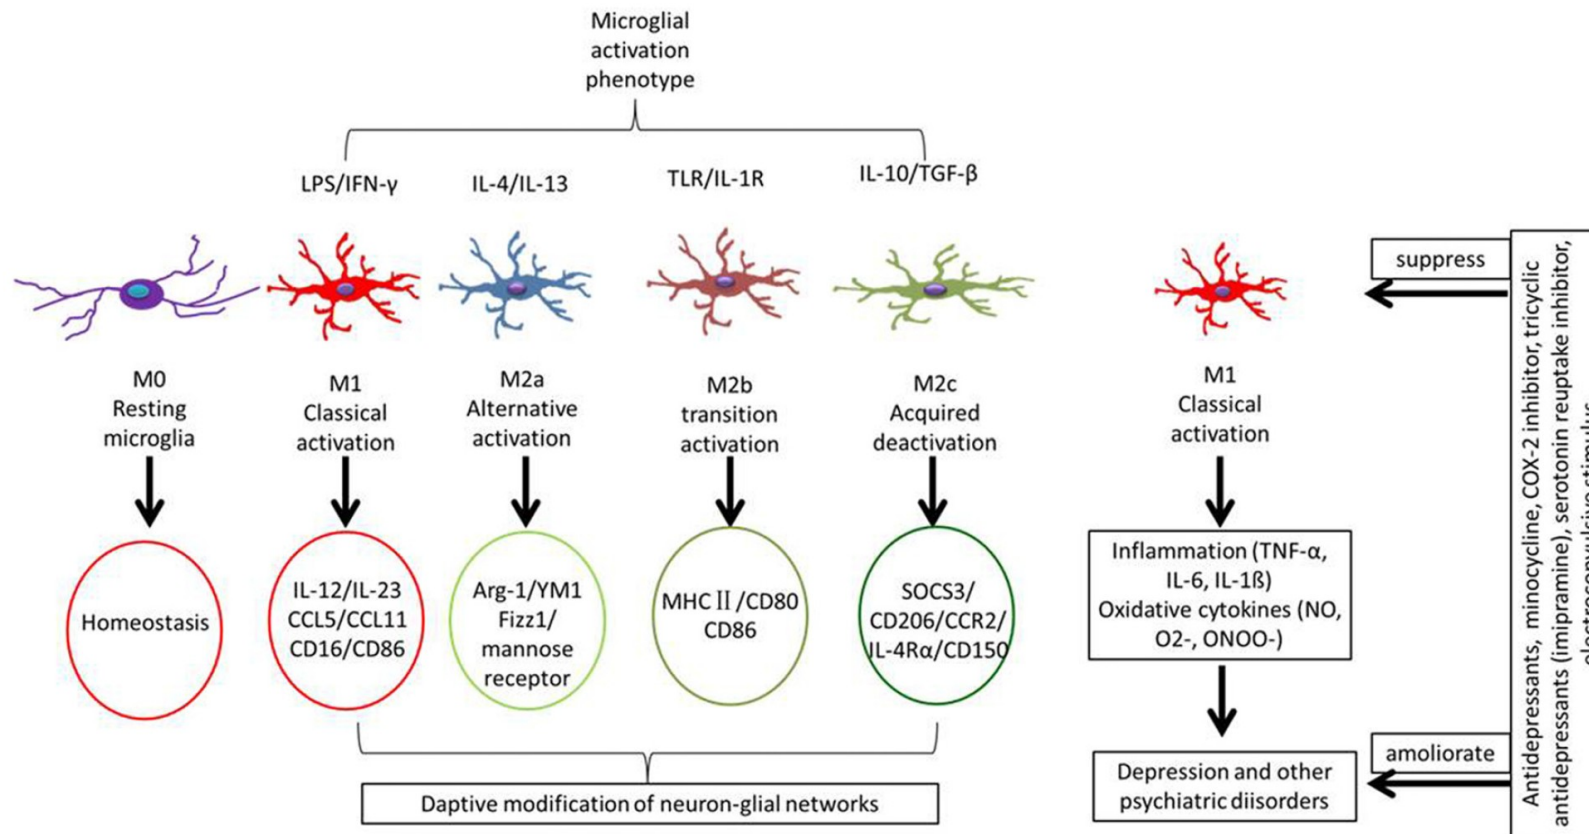 Microglial
activation
phenotype
LPS/IFN-γ
IL-4/IL-13
TLR/IL-1R
IL-10/TGF-β
M0
Resting
microglia
M1
Classical
activation
M2a
Alternative
activation
M2b
transition
activation
M2c
Acquired
deactivation
M1
Classical
activation
Homeostasis
IL-12/IL-23
CCL5/CCL11
CD16/CD86
Arg-1/YM1
Fizz1/
mannose
receptor
MHCⅡ/CD80
CD86
SOCS3/
CD206/CCR2/
IL-4Rα/CD150
Inflammation (TNF-α,
IL-6, IL-1ß)
Oxidative cytokines (NO,
O2-, ONOO-)
Daptive modification of neuron-glial networks
Depression and other
psychiatric diisorders
suppress
amoliorate
Antidepressants, minocycline, COX-2 inhibitor, tricyclic
antidepressants (imipramine), serotonin reuptake inhibitor,
electroconvulsive stimulus